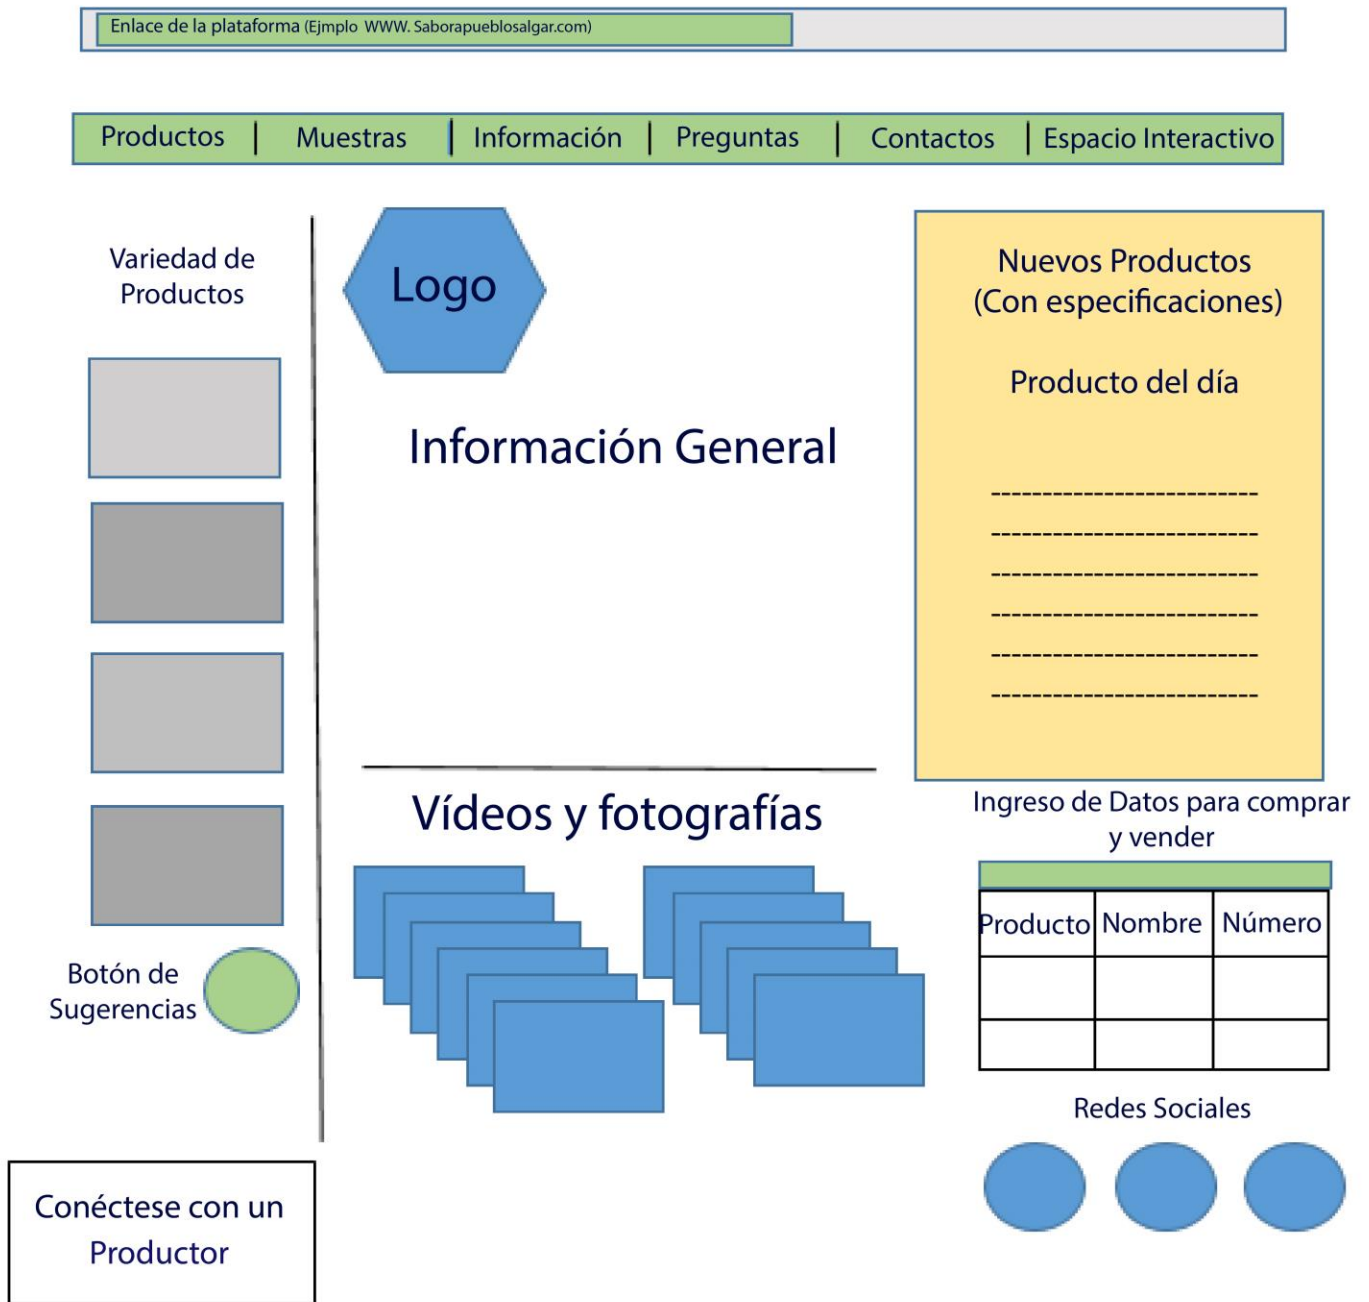 Enlace de la plataforma (Ejmplo WWW. Saborapueblosalgar.com)
Productos | Muestras | Información | Preguntas | Contactos | Espacio Interactivo
Variedad de
Productos
Botón de
Sugerencias
Conéctese con un
Productor
Logo
Información General
Vídeos y fotografías
Nuevos Productos
(Con especificaciones)
Producto del día
--------------------------
--------------------------
--------------------------
--------------------------
--------------------------
--------------------------
Ingreso de Datos para comprar
y vender
Producto Nombre Número
Redes Sociales